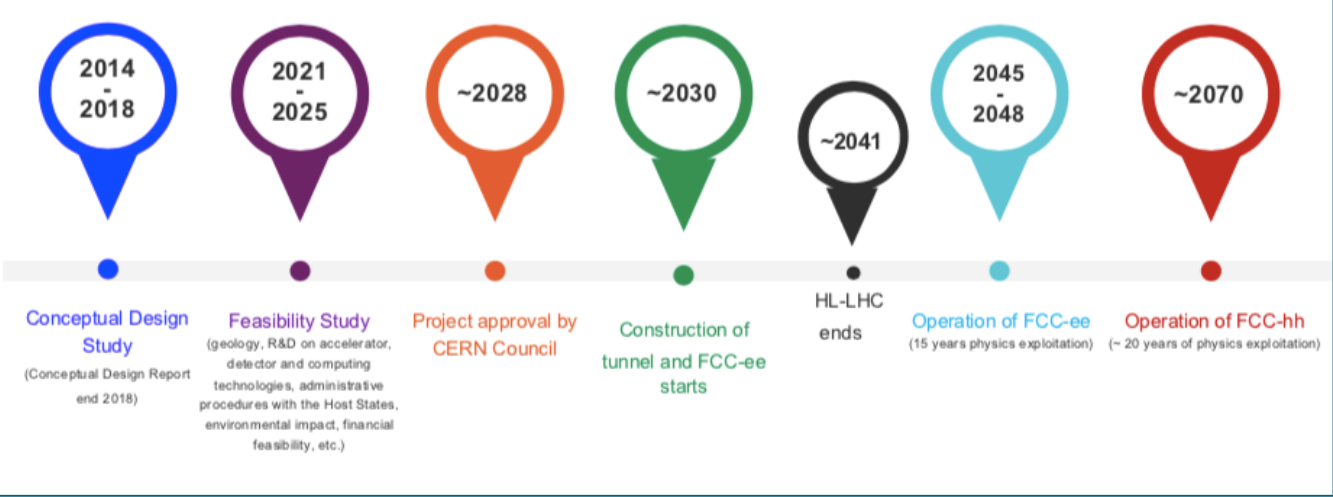 2014
-
2018
2021
-
2025
~2028
~2030
~2041
2045
-
2048
~2070
Conceptual Design
Study
(Conceptual Design Report
end 2018)
Feasibility Study
(geology, R&D on accelerator,
detector and computing
technologies, administrative
procedures with the Host States,
environmental impact, financial
feasibility, etc.)
Project approval by
CERN Council
Construction of
tunnel and FCC-ee
starts
HL-LHC
ends
Operation of FCC-ee
(15 years physics exploitation)
Operation of FCC-hh
(~ 20 years of physics exploitation)